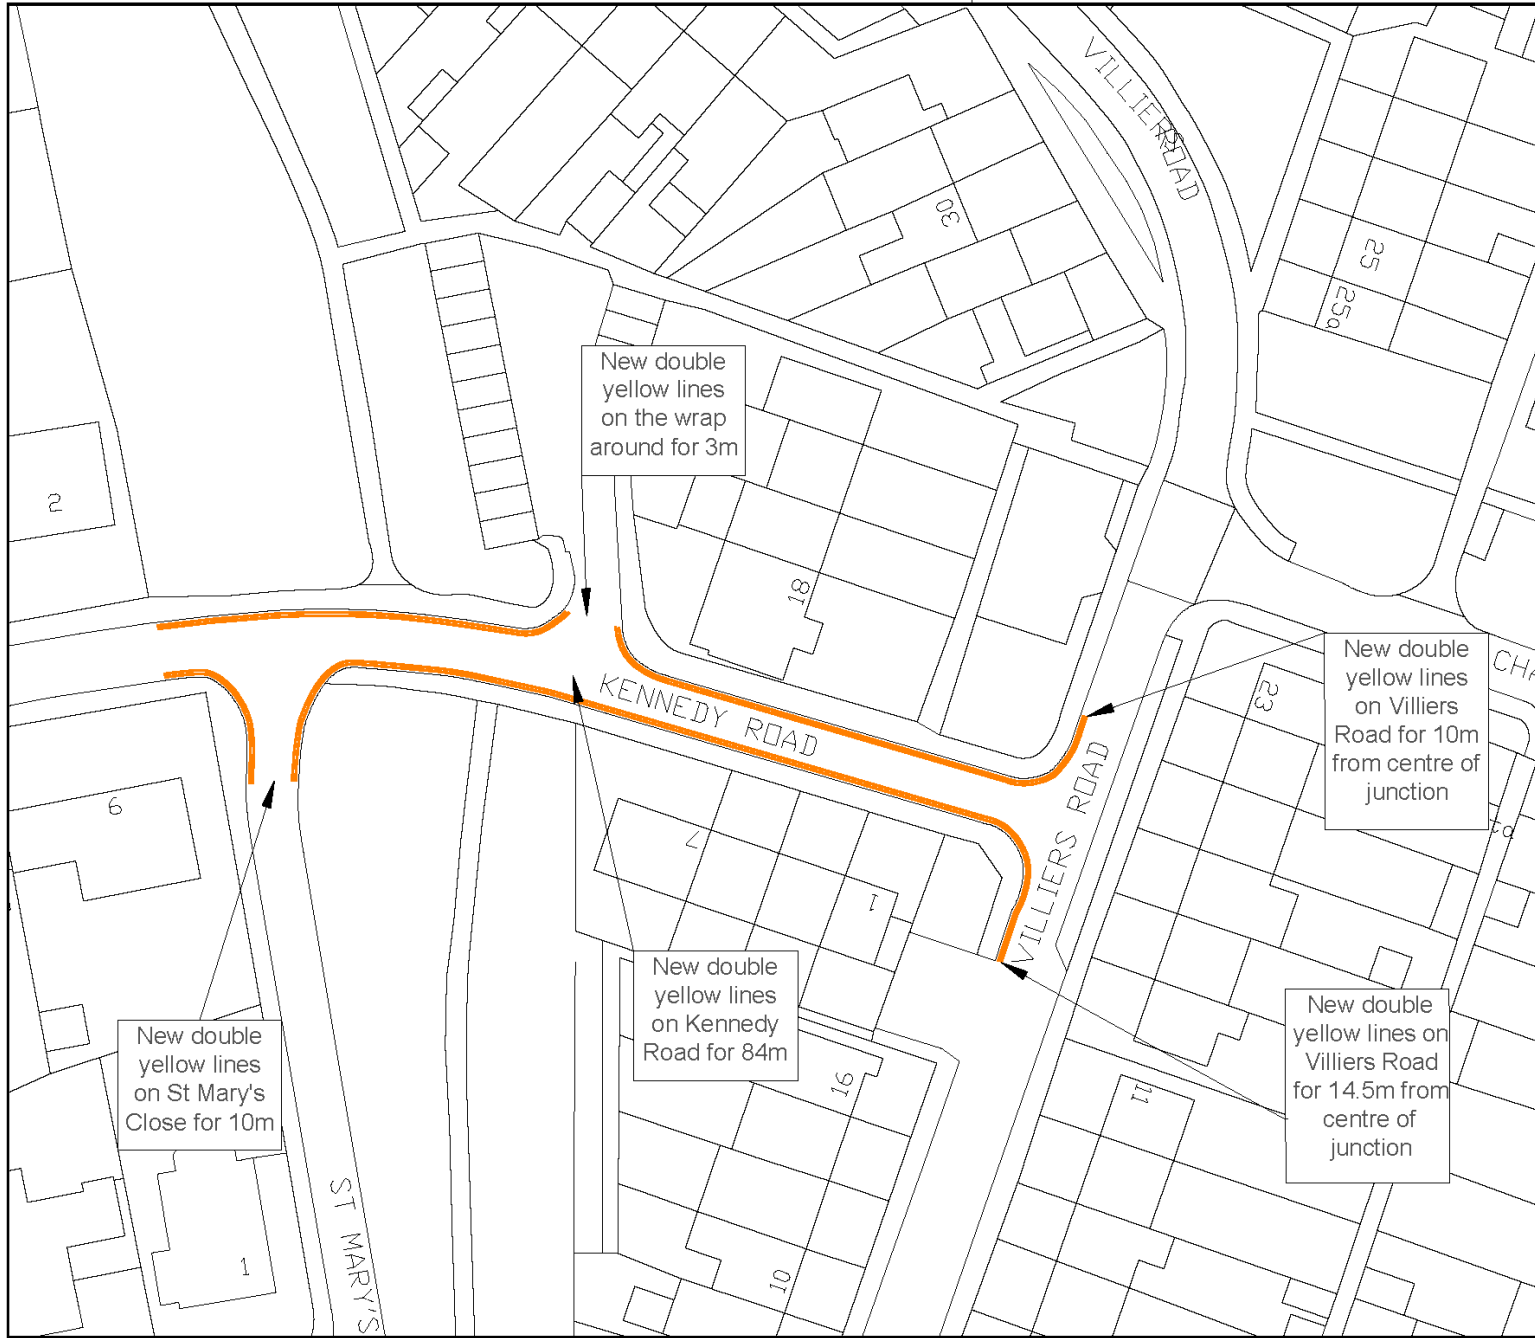 VILLIERS
ROAD
30
25
25a
New double
yellow lines
on the wrap
around for 3m
2
18
New double
yellow lines
on Villiers
Road for 10m
from centre of
junction
CHA
23
KENNEDY ROAD
VILLIERS ROAD
6
7
1
New double
yellow lines
on Kennedy
Road for 84m
New double
yellow lines on
Villiers Road
for 14.5m from
centre of
junction
New double
yellow lines
on St Mary's
Close for 10m
16
11
ST MARY'S
1
10